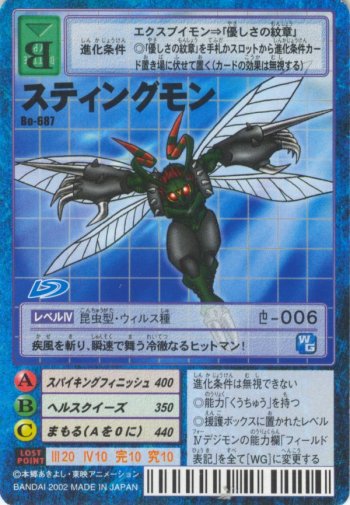 進化条件
しん か じょうけん
エクスブイモン⇒「優しさの紋章」
◎「優しさの紋章」を手札かスロットから進化条件カー
ド置き場に伏せて置く(カードの効果は無視する)
スティングモン
Bo-687
レベルⅣ
昆虫型・ウィルス種
-006
WG
疾風を斬り、瞬速で舞う冷徹なるヒットマン!
A スパイキングフィニッシュ 400
B ヘルスクイーズ 350
C まもる(Aを0に) 440
LOST
POINT
Ⅲ20 Ⅳ10 完10 究10
進化条件は無視できない
◎能力「くうちゅう」を持つ
◎援護ボックスに置かれたレベル
Ⅳデジモンの能力欄「フィールド
表記」を全て[WG]に変更する
©本郷あきよし・東映アニメーション
BANDAI 2002 MADE IN JAPAN